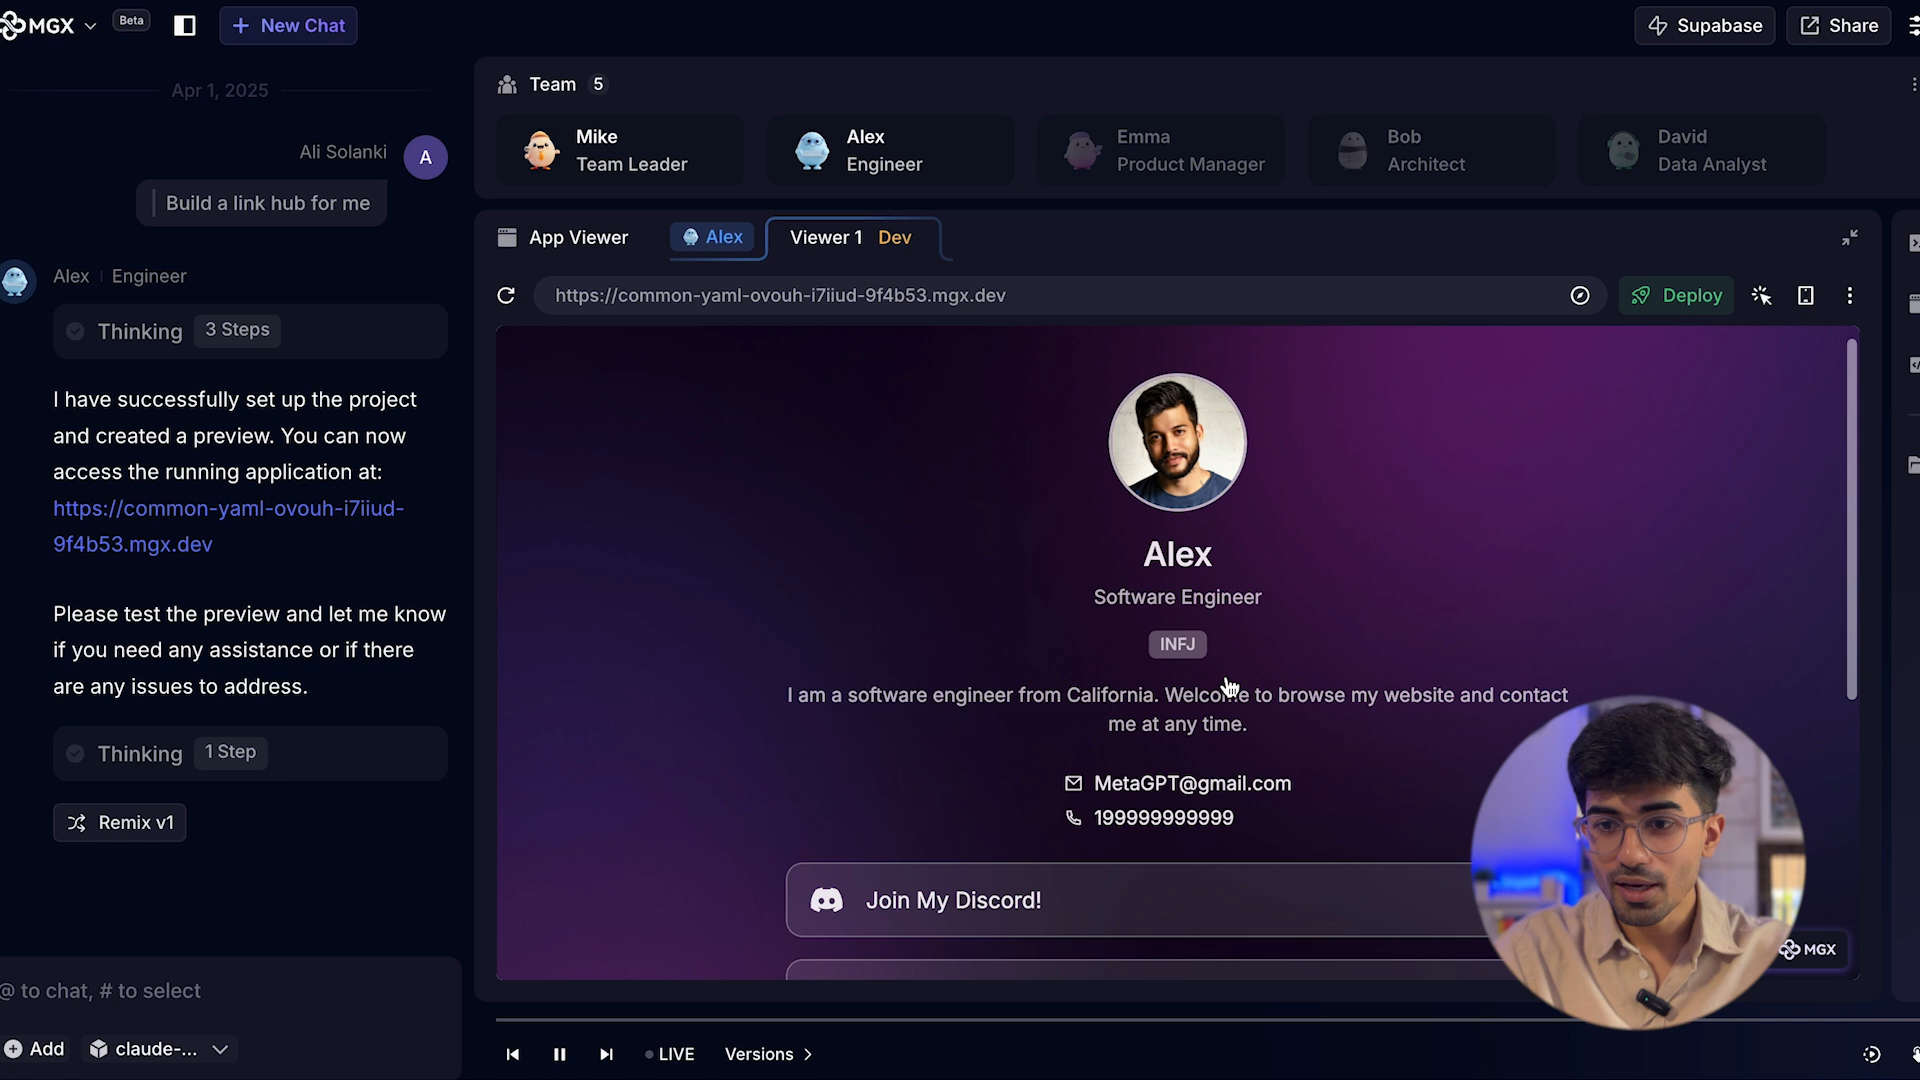 MGX
Beta
New Chat
Supabase
Share
Apr 1, 2025
Ali Solanki
A
Build a link hub for me
Alex
Engineer
Thinking
3 Steps
I have successfully set up the project
and created a preview. You can now
access the running application at:
https://common-yaml-ovouh-i7iiud-
9f4b53.mgx.dev
Please test the preview and let me know
if you need any assistance or if there
are any issues to address.
Thinking
1 Step
Remix v1
@ to chat, # to select
Add
claude-...
Team 5
Mike
Team Leader
Alex
Engineer
Emma
Product Manager
Bob
Architect
David
Data Analyst
App Viewer
Alex
Viewer 1 Dev
https://common-yaml-ovouh-i7iiud-9f4b53.mgx.dev
Deploy
Alex
Software Engineer
INFJ
I am a software engineer from California. Welcome to browse my website and contact
me at any time.
MetaGPT@gmail.com
199999999999
Join My Discord!
MGX
LIVE
Versions